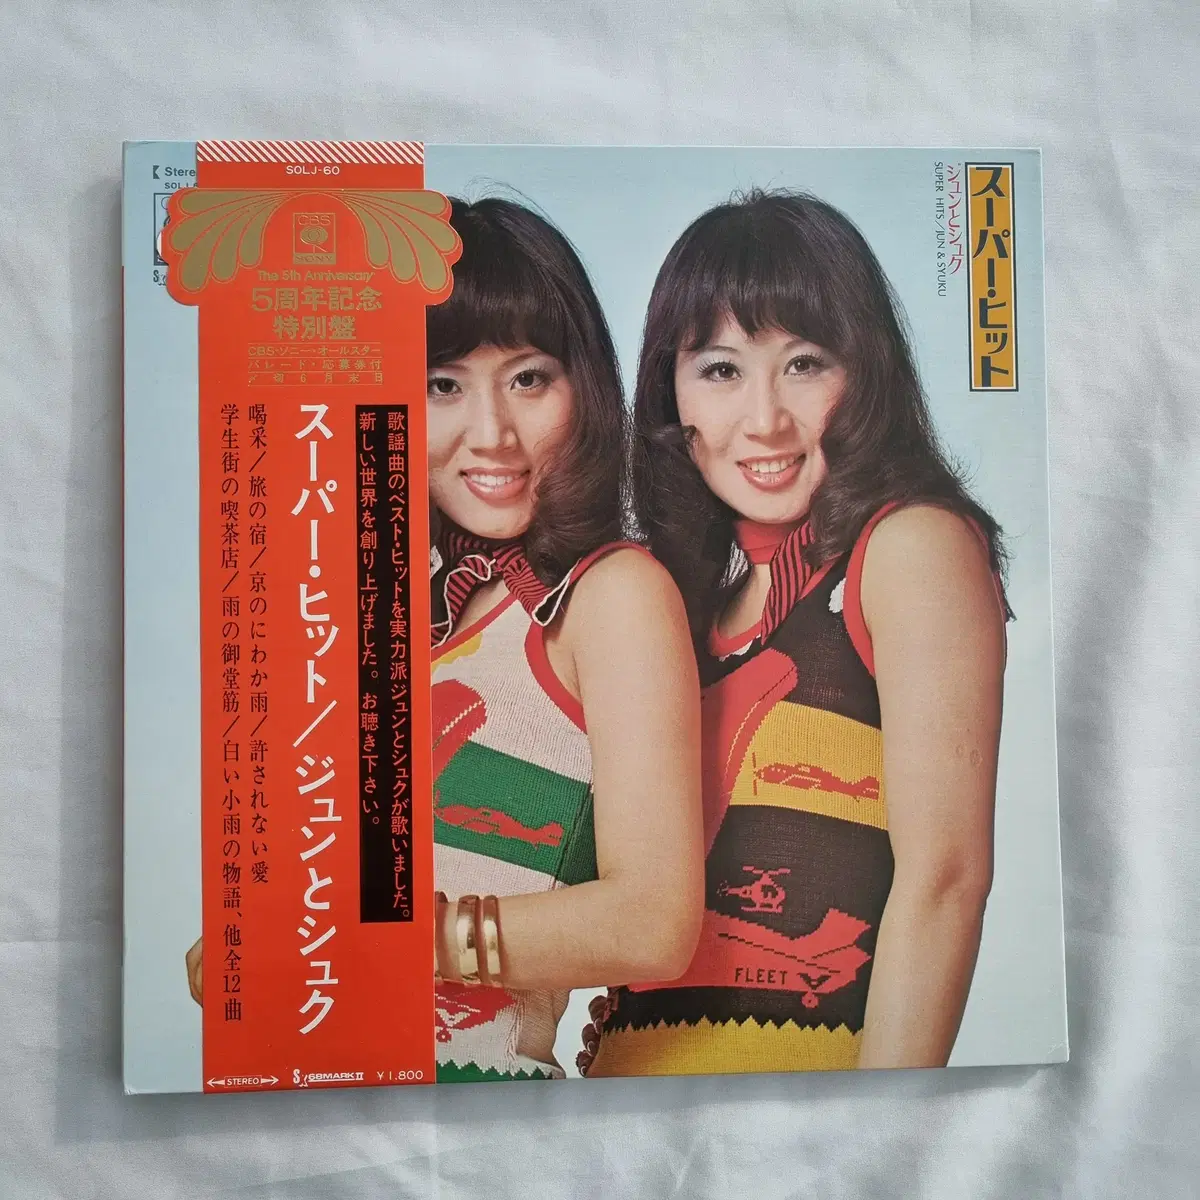 Stereo
SOLJ-60
CBS
SONY
The 5th Anniversary
5周年記念
特別盤
CBS・ソニー・オールスター
パレード・応募券付
〆切6月末日
歌謡曲のベスト・ヒットを実力派ジュンとシュクが歌いました。
新しい世界を創り上げました。お聴き下さい。
スーパー・ヒット/ジュンとシュク
喝采/旅の宿/京のにわか雨/許されない愛
学生街の喫茶店/雨の御堂筋/白い小雨の物語、他全12曲
STEREO
SX68MARKⅡ
¥1,800
スーパー・ヒット
ジュンとシュク
SUPER HITS/JUN & SYUKU
FLEET